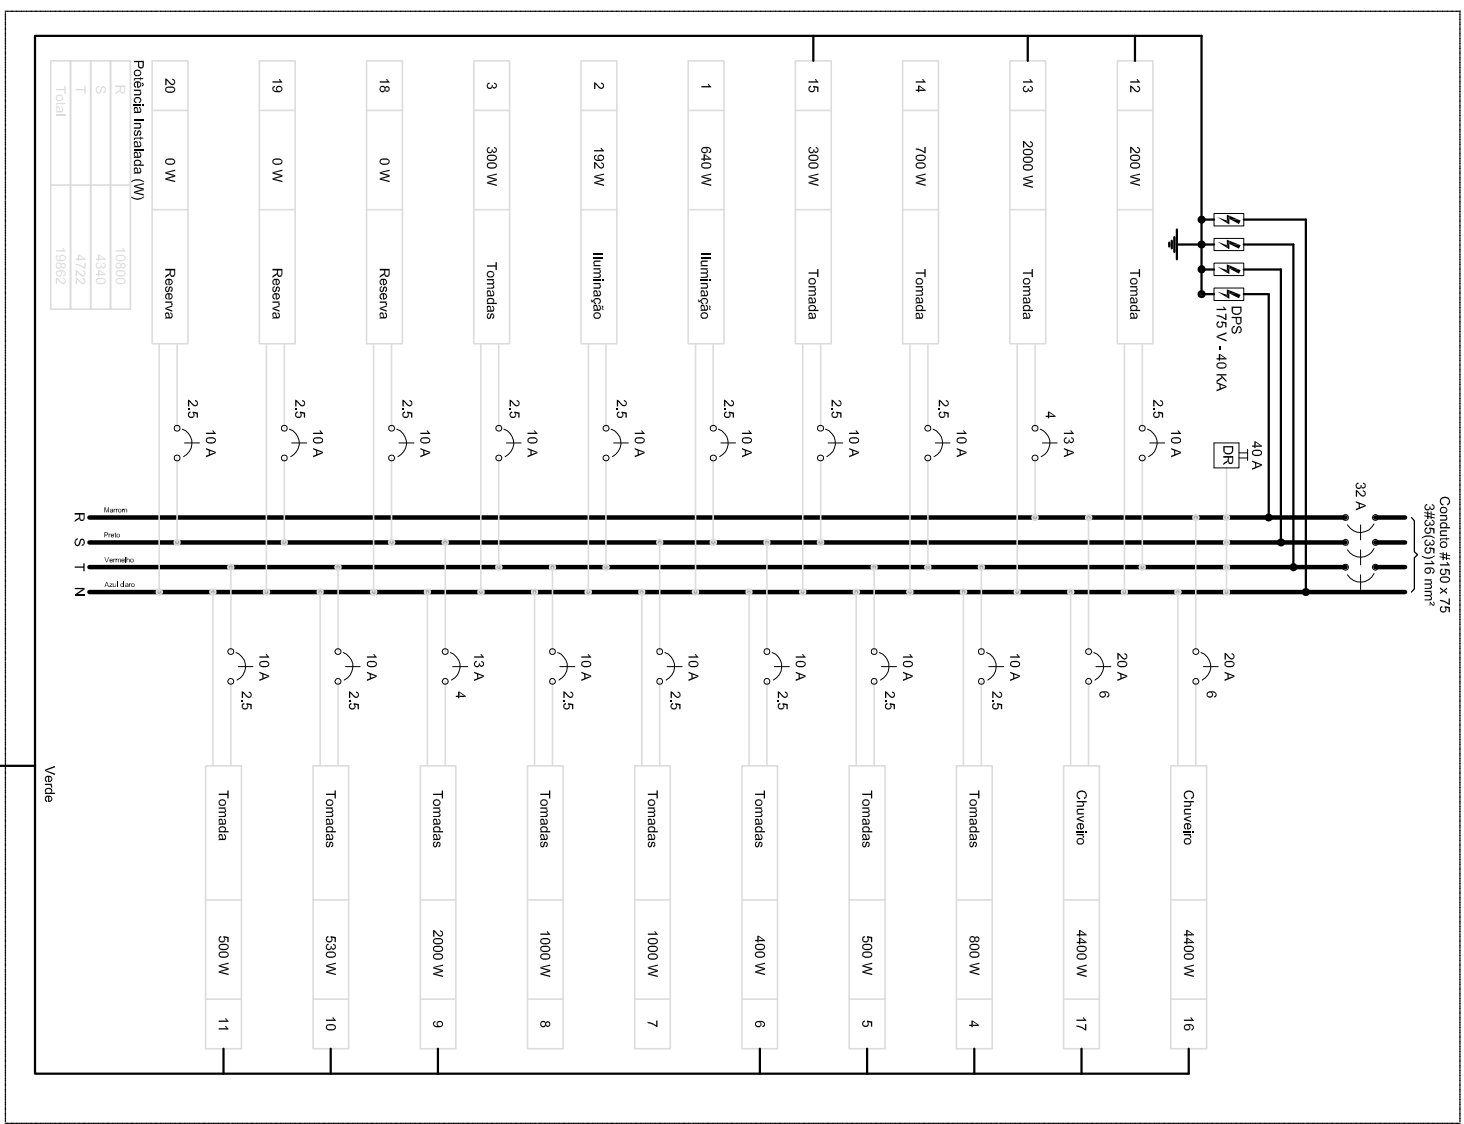 Conduto #150 x 75
3#35(35)16 mm²
32 A
DPS
175 V - 40 KA
40 A
DR
12
200 W
Tomada
2.5
10 A
13
2000 W
Tomada
4
13 A
14
700 W
Tomada
2.5
10 A
15
300 W
Tomada
2.5
10 A
1
640 W
Iluminação
2.5
10 A
2
192 W
Iluminação
2.5
10 A
3
300 W
Tomadas
2.5
10 A
18
0 W
Reserva
2.5
10 A
19
0 W
Reserva
2.5
10 A
20
0 W
Reserva
2.5
10 A
Potência Instalada (W)
R 10800
S 4340
T 4722
Total 19862
R Marrom
S Preto
T Vermelho
N Azul claro
20 A
6
Chuveiro
4400 W
16
20 A
6
Chuveiro
4400 W
17
10 A
2.5
Tomadas
800 W
4
10 A
2.5
Tomadas
500 W
5
10 A
2.5
Tomadas
400 W
6
10 A
2.5
Tomadas
1000 W
7
10 A
2.5
Tomadas
1000 W
8
13 A
4
Tomadas
2000 W
9
10 A
2.5
Tomadas
530 W
10
10 A
2.5
Tomada
500 W
11
Verde